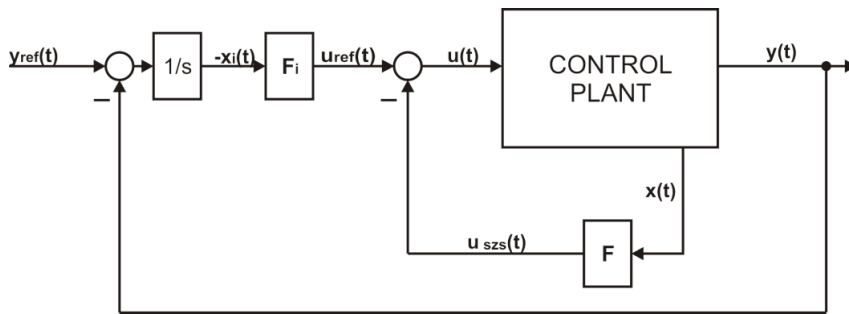 yref(t)
1/s
-xi(t)
Fi
uref(t)
u(t)
CONTROL
PLANT
y(t)
x(t)
u szs(t)
F